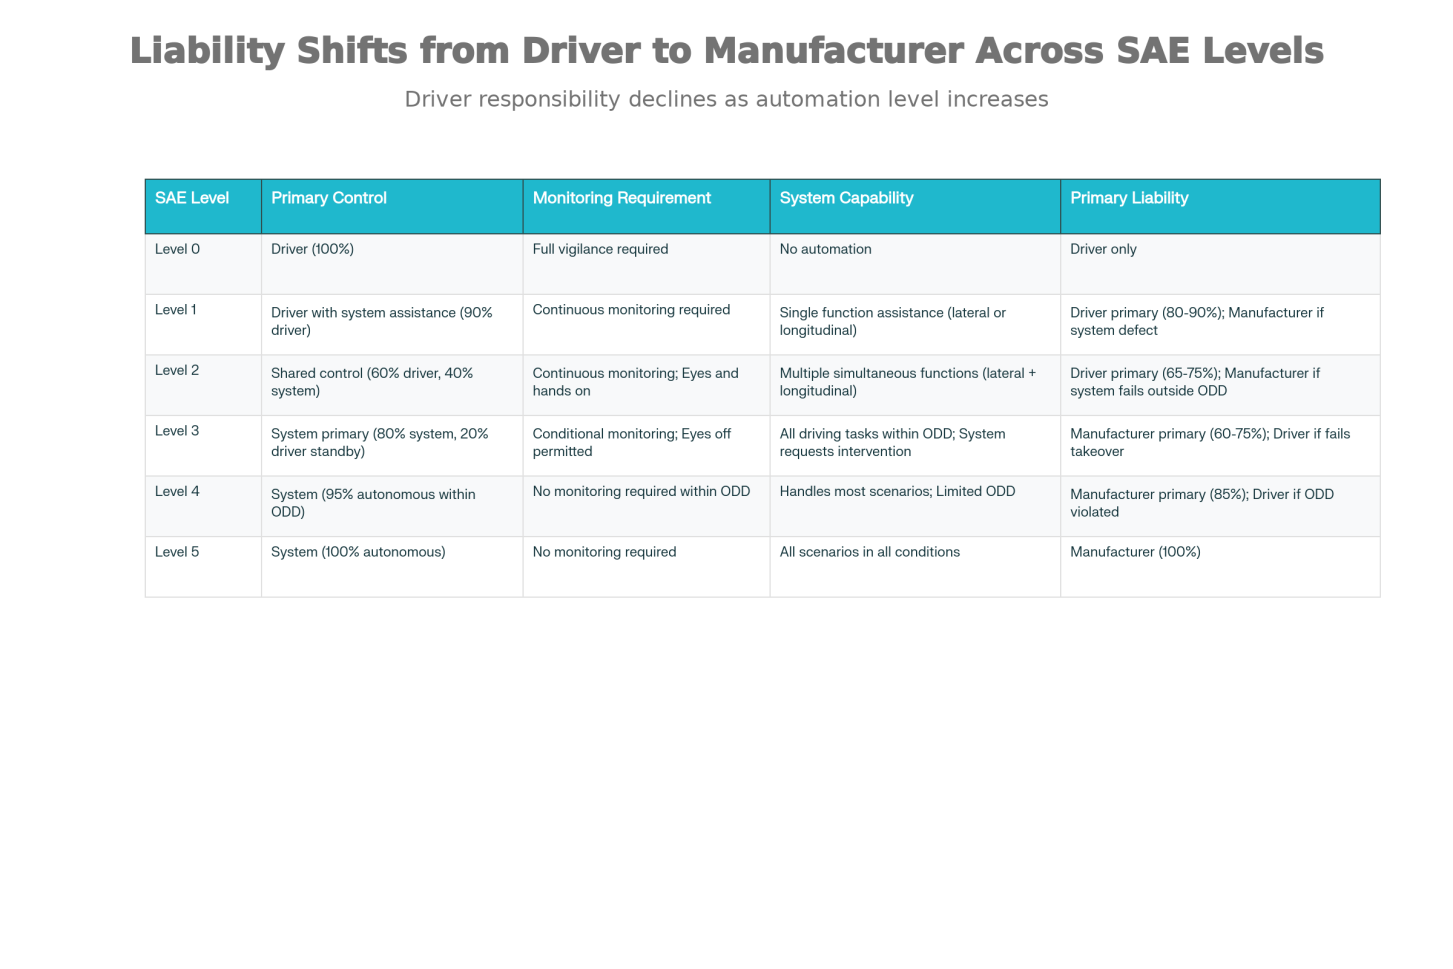 Liability Shifts from Driver to Manufacturer Across SAE Levels
Driver responsibility declines as automation level increases
SAE Level
Primary Control
Monitoring Requirement
System Capability
Primary Liability
Level 0
Driver (100%)
Full vigilance required
No automation
Driver only
Level 1
Driver with system assistance (90%
driver)
Continuous monitoring required
Single function assistance (lateral or
longitudinal)
Driver primary (80-90%); Manufacturer if
system defect
Level 2
Shared control (60% driver, 40%
system)
Continuous monitoring; Eyes and
hands on
Multiple simultaneous functions (lateral +
longitudinal)
Driver primary (65-75%); Manufacturer if
system fails outside ODD
Level 3
System primary (80% system, 20%
driver standby)
Conditional monitoring; Eyes off
permitted
All driving tasks within ODD; System
requests intervention
Manufacturer primary (60-75%); Driver if fails
takeover
Level 4
System (95% autonomous within
ODD)
No monitoring required within ODD
Handles most scenarios; Limited ODD
Manufacturer primary (85%); Driver if ODD
violated
Level 5
System (100% autonomous)
No monitoring required
All scenarios in all conditions
Manufacturer (100%)